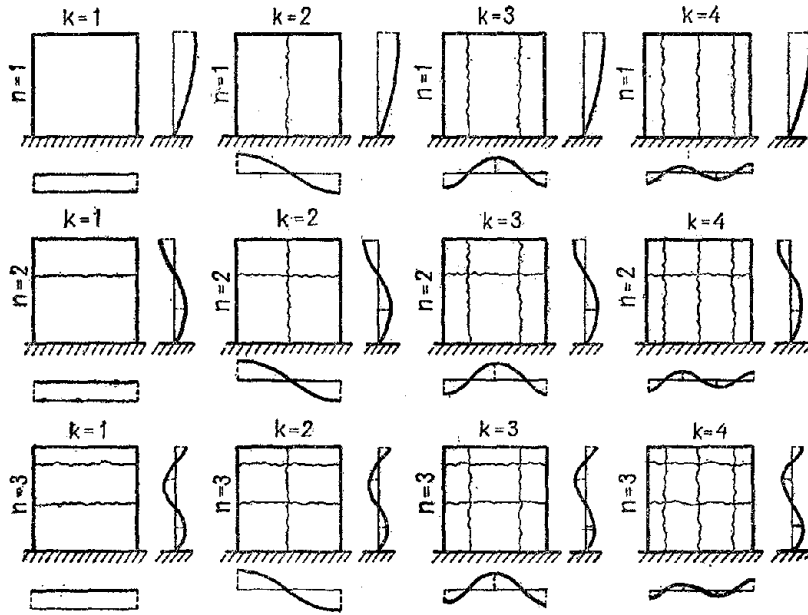 k=1 k=2 k=3 k=4
n=1 n=1 n=1 n=1
k=1 k=2 k=3 k=4
n=2 n=2 n=2 n=2
k=1 k=2 k=3 k=4
n=3 n=3 n=3 n=3